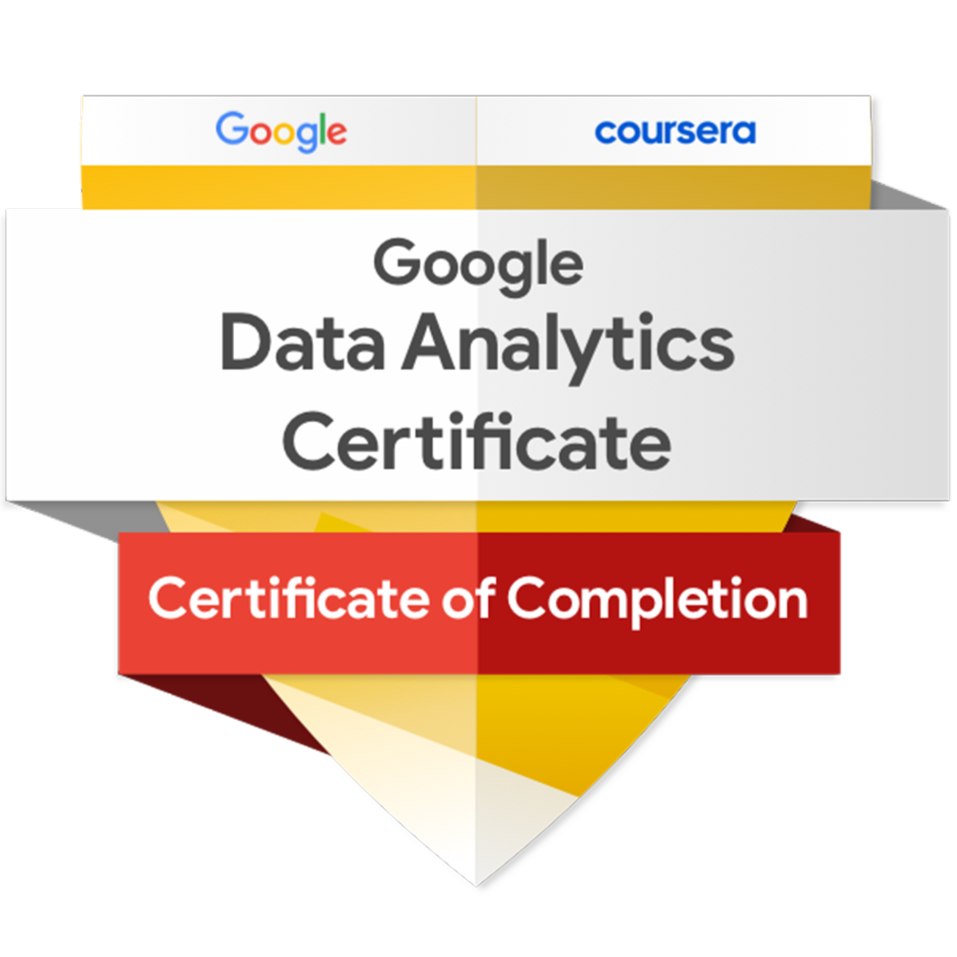 Google coursera
Google
Data Analytics
Certificate
Certificate of Completion